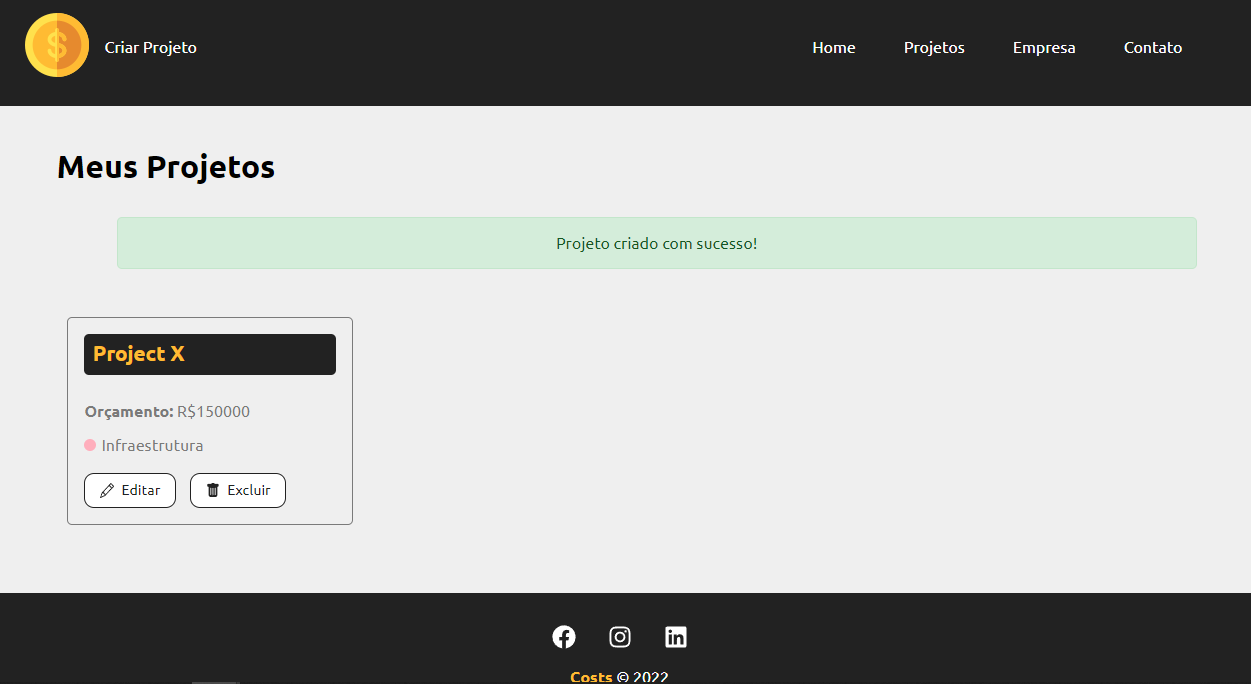 $
Criar Projeto Home Projetos Empresa Contato
Meus Projetos
Projeto criado com sucesso!
Project X
Orçamento: R$150000
Infraestrutura
Editar Excluir
Costs © 2022